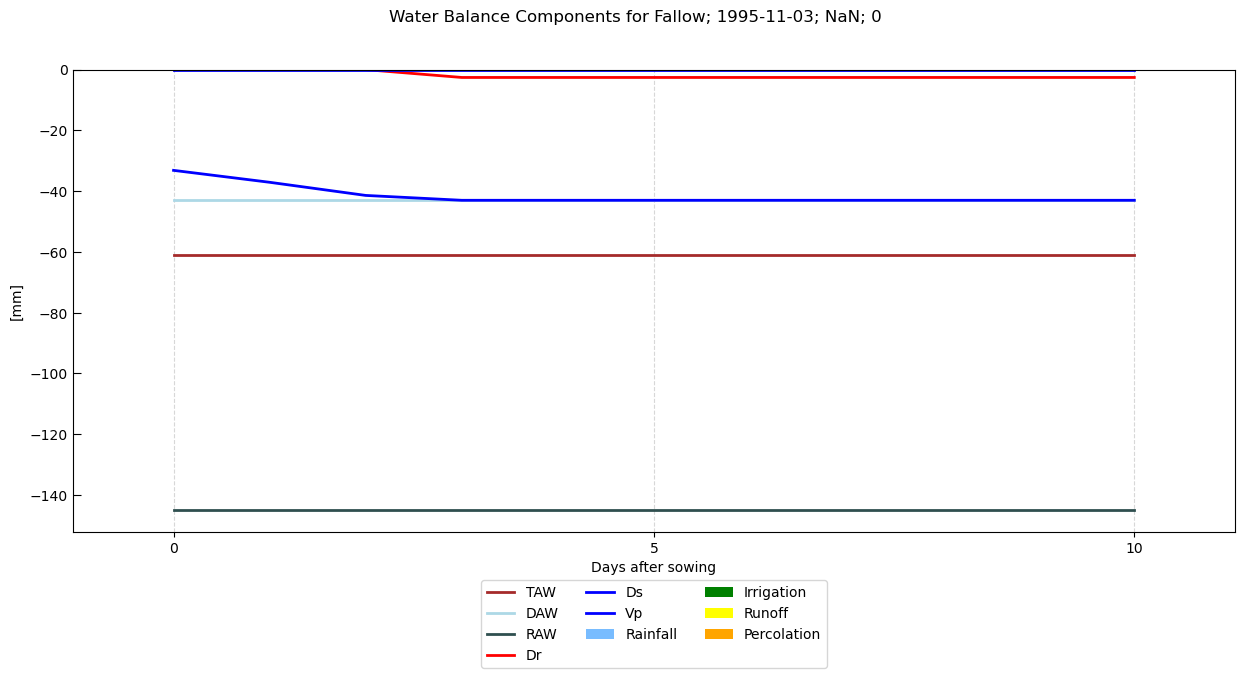 Water Balance Components for Fallow; 1995-11-03; NaN; 0
0
−20
−40
−60
−80
−100
−120
−140
[mm]
0 5 10
Days after sowing
TAW Ds Irrigation
DAW Vp Runoff
RAW Rainfall Percolation
Dr